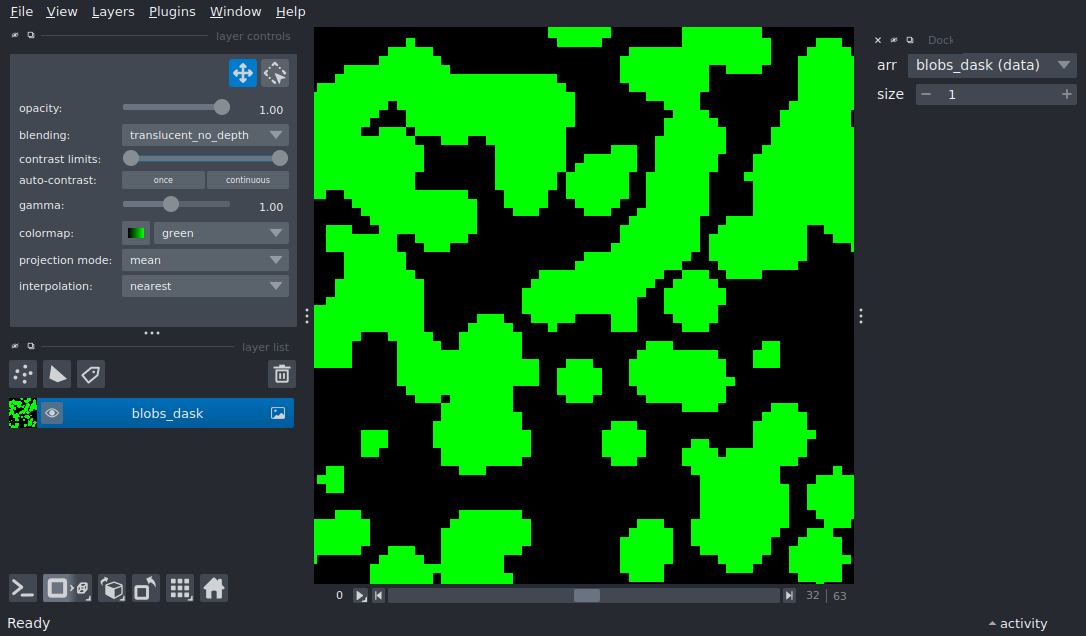 File View Layers Plugins Window Help
layer controls
opacity: 1.00
blending: translucent_no_depth
contrast limits:
auto-contrast: once continuous
gamma: 1.00
colormap: green
projection mode: mean
interpolation: nearest
layer list
blobs_dask
0 32 63
Dock
arr blobs_dask (data)
size 1
Ready
activity